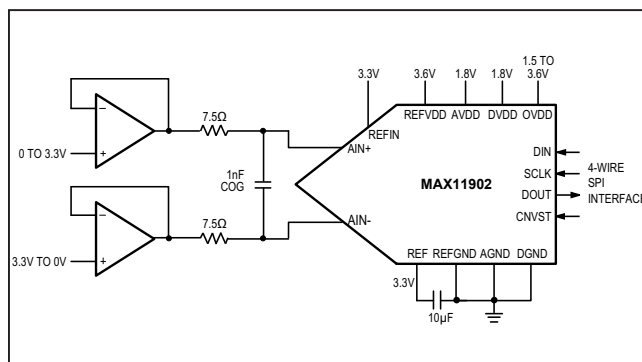 1.5 TO
3.3V 3.6V 1.8V 1.8V 3.6V
REFVDD AVDD DVDD OVDD
7.5Ω
–
+
0 TO 3.3V
REFIN
AIN+
DIN
1nF
COG
MAX11902
SCLK
4-WIRE
SPI
INTERFACE
DOUT
CNVST
7.5Ω
AIN-
–
+
3.3V TO 0V
REF REFGND AGND DGND
3.3V
10µF